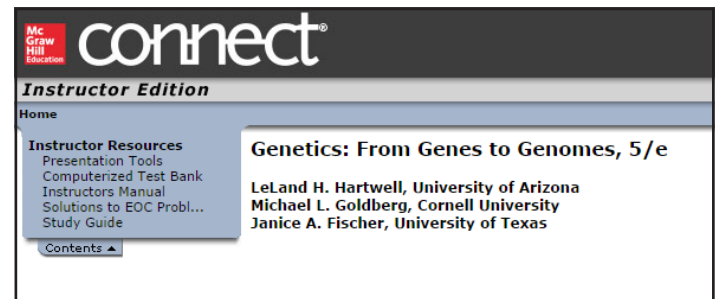 Mc
Graw
Hill
Education
connect®
Instructor Edition
Home
Instructor Resources
Presentation Tools
Computerized Test Bank
Instructors Manual
Solutions to EOC Probl...
Study Guide
Contents ▲
Genetics: From Genes to Genomes, 5/e
LeLand H. Hartwell, University of Arizona
Michael L. Goldberg, Cornell University
Janice A. Fischer, University of Texas